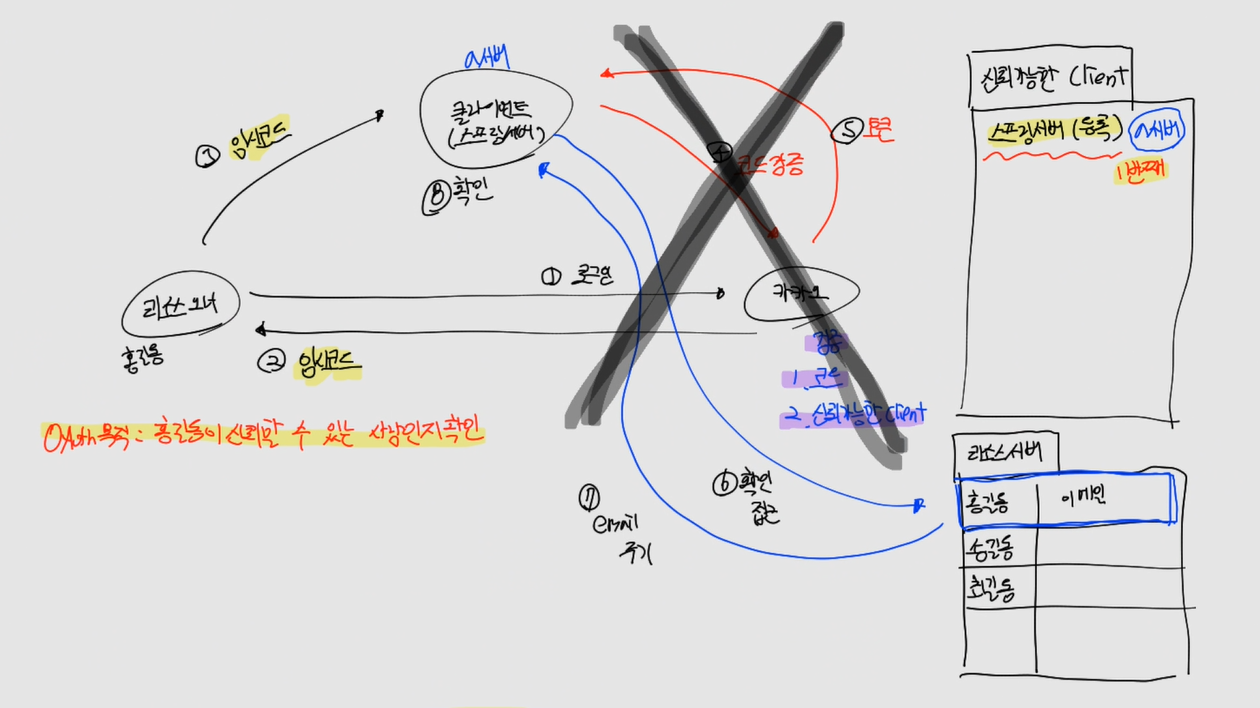 a서버
클라이언트
(스프링서버)
③ 임시코드
⑧ 확인
④ 코드 검증
⑤ 토큰
① 로그인
리소스 오너
홍길동
② 임시코드
카카오
검증
1. 코드
2. 신뢰가능한 client
OAuth 목적 : 홍길동이 신뢰할 수 있는 사람인지 확인
⑥ 확인
접근
⑦
email
주기
신뢰가능한 Client
스프링서버 (등록) a서버
1번째
리소스 서버
홍길동 이메일
송길동
최길동